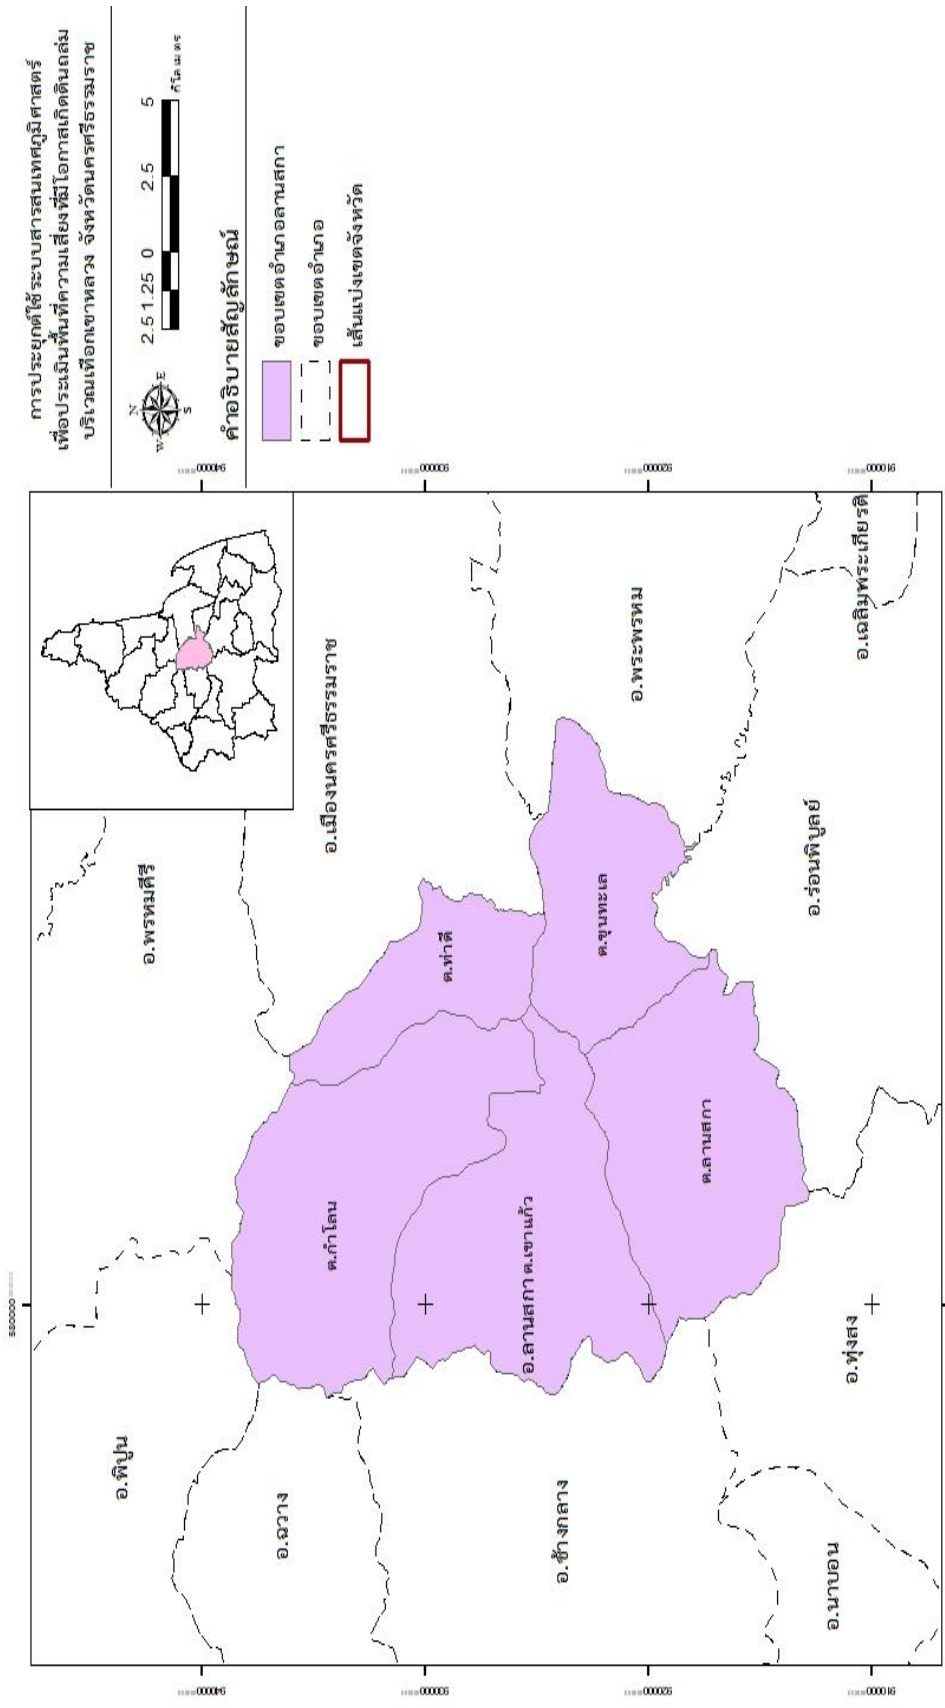 การประยุกต์ใช้ระบบสารสนเทศภูมิศาสตร์
เพื่อประเมินพื้นที่ความเสี่ยงที่มีโอกาสเกิดดินถล่ม
บริเวณเทือกเขาหลวง จังหวัดนครศรีธรรมราช
N
W
E
S
2.5 1.25 0 2.5 5
กิโลเมตร
คำอธิบายสัญลักษณ์
ขอบเขตอำเภอลานสกา
ขอบเขตอำเภอ
เส้นแบ่งเขตจังหวัด
อ.พิปูน
อ.พรหมคีรี
อ.ฉวาง
ต.กำโลน
อ.เมืองนครศรีธรรมราช
ต.ท่าดี
อ.ช้างกลาง
อ.ลานสกา ต.เขาแก้ว
ต.ขุนทะเล
อ.พระพรหม
ต.ลานสกา
อ.ร่อนพิบูลย์
อ.นาบอน
อ.ทุ่งสง
อ.เฉลิมพระเกียรติ